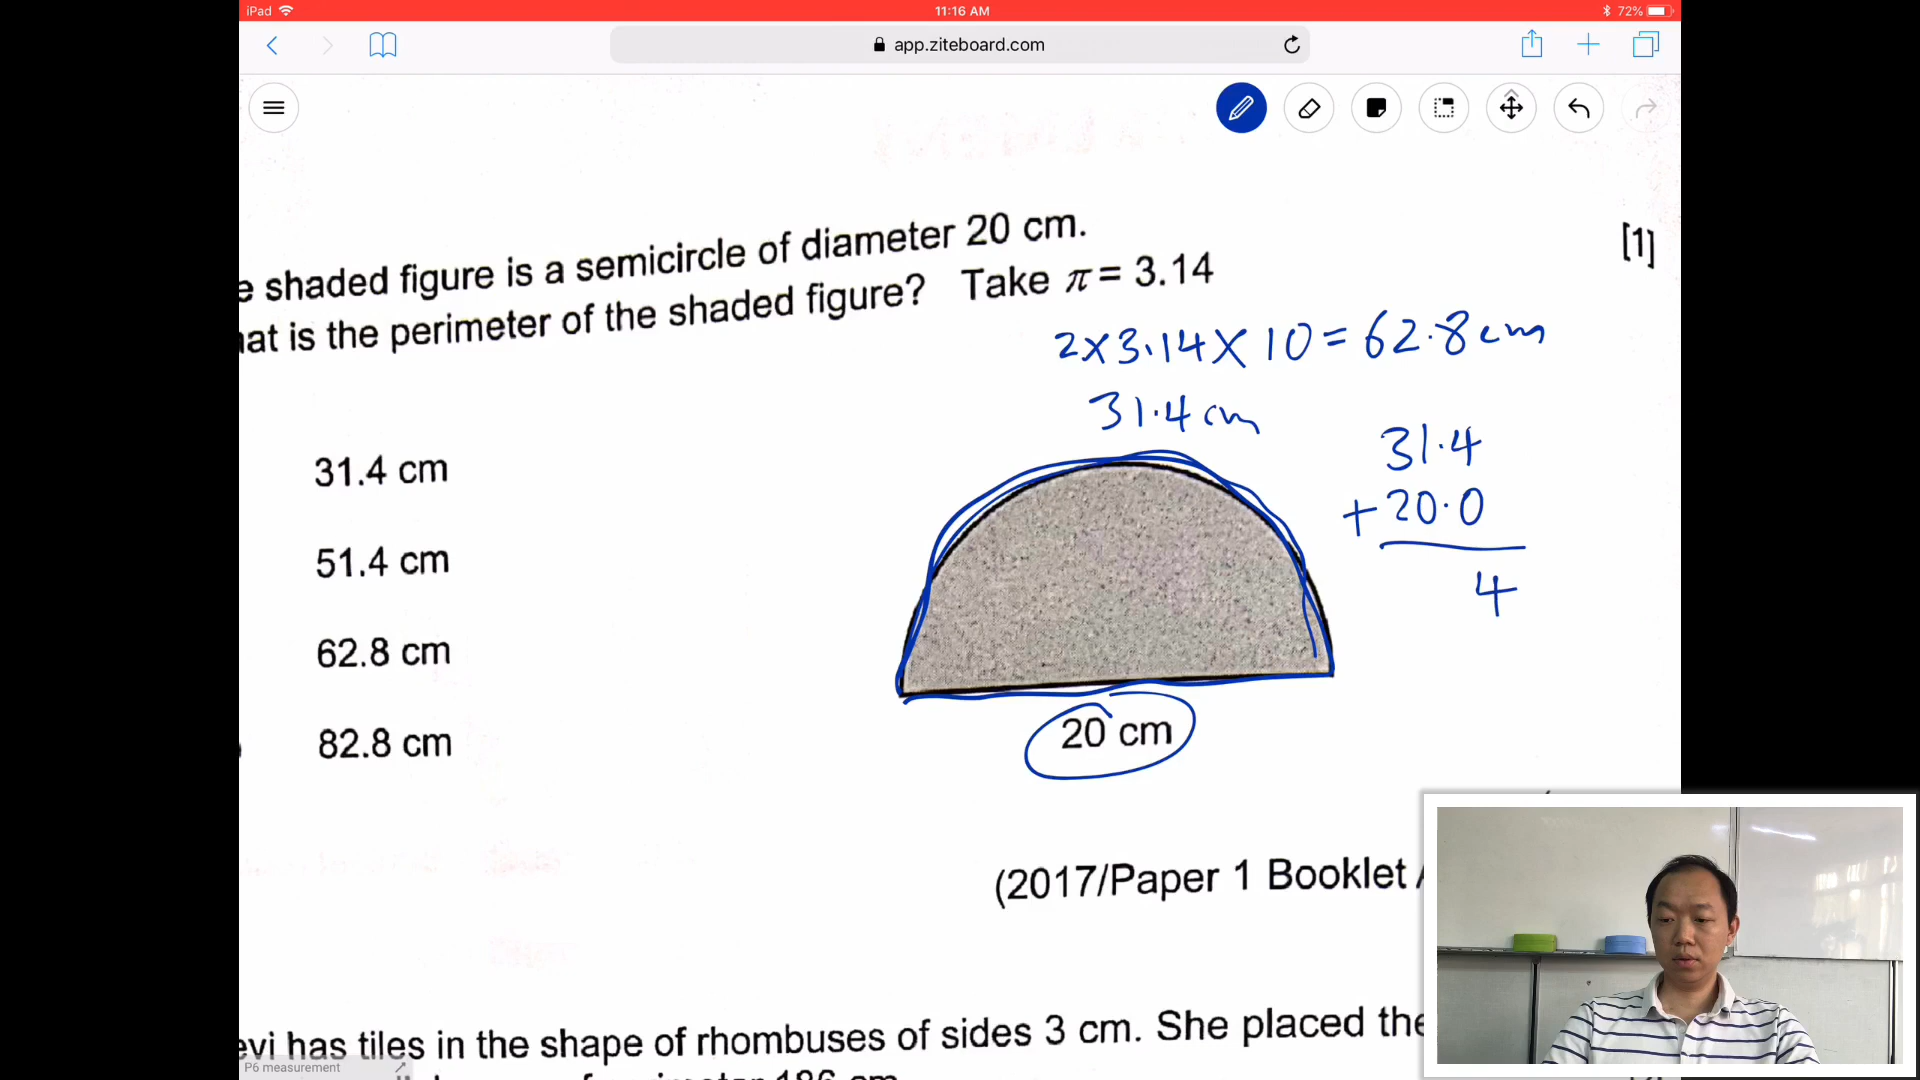 iPad
11:16 AM
72%
app.ziteboard.com
e shaded figure is a semicircle of diameter 20 cm.
[1]
at is the perimeter of the shaded figure? Take π = 3.14
2 x 3.14 x 10 = 62.8 cm
31.4 cm
31.4
+ 20.0
4
31.4 cm
51.4 cm
62.8 cm
82.8 cm
20 cm
(2017/Paper 1 Booklet
evi has tiles in the shape of rhombuses of sides 3 cm. She placed the
P6 measurement
186 cm